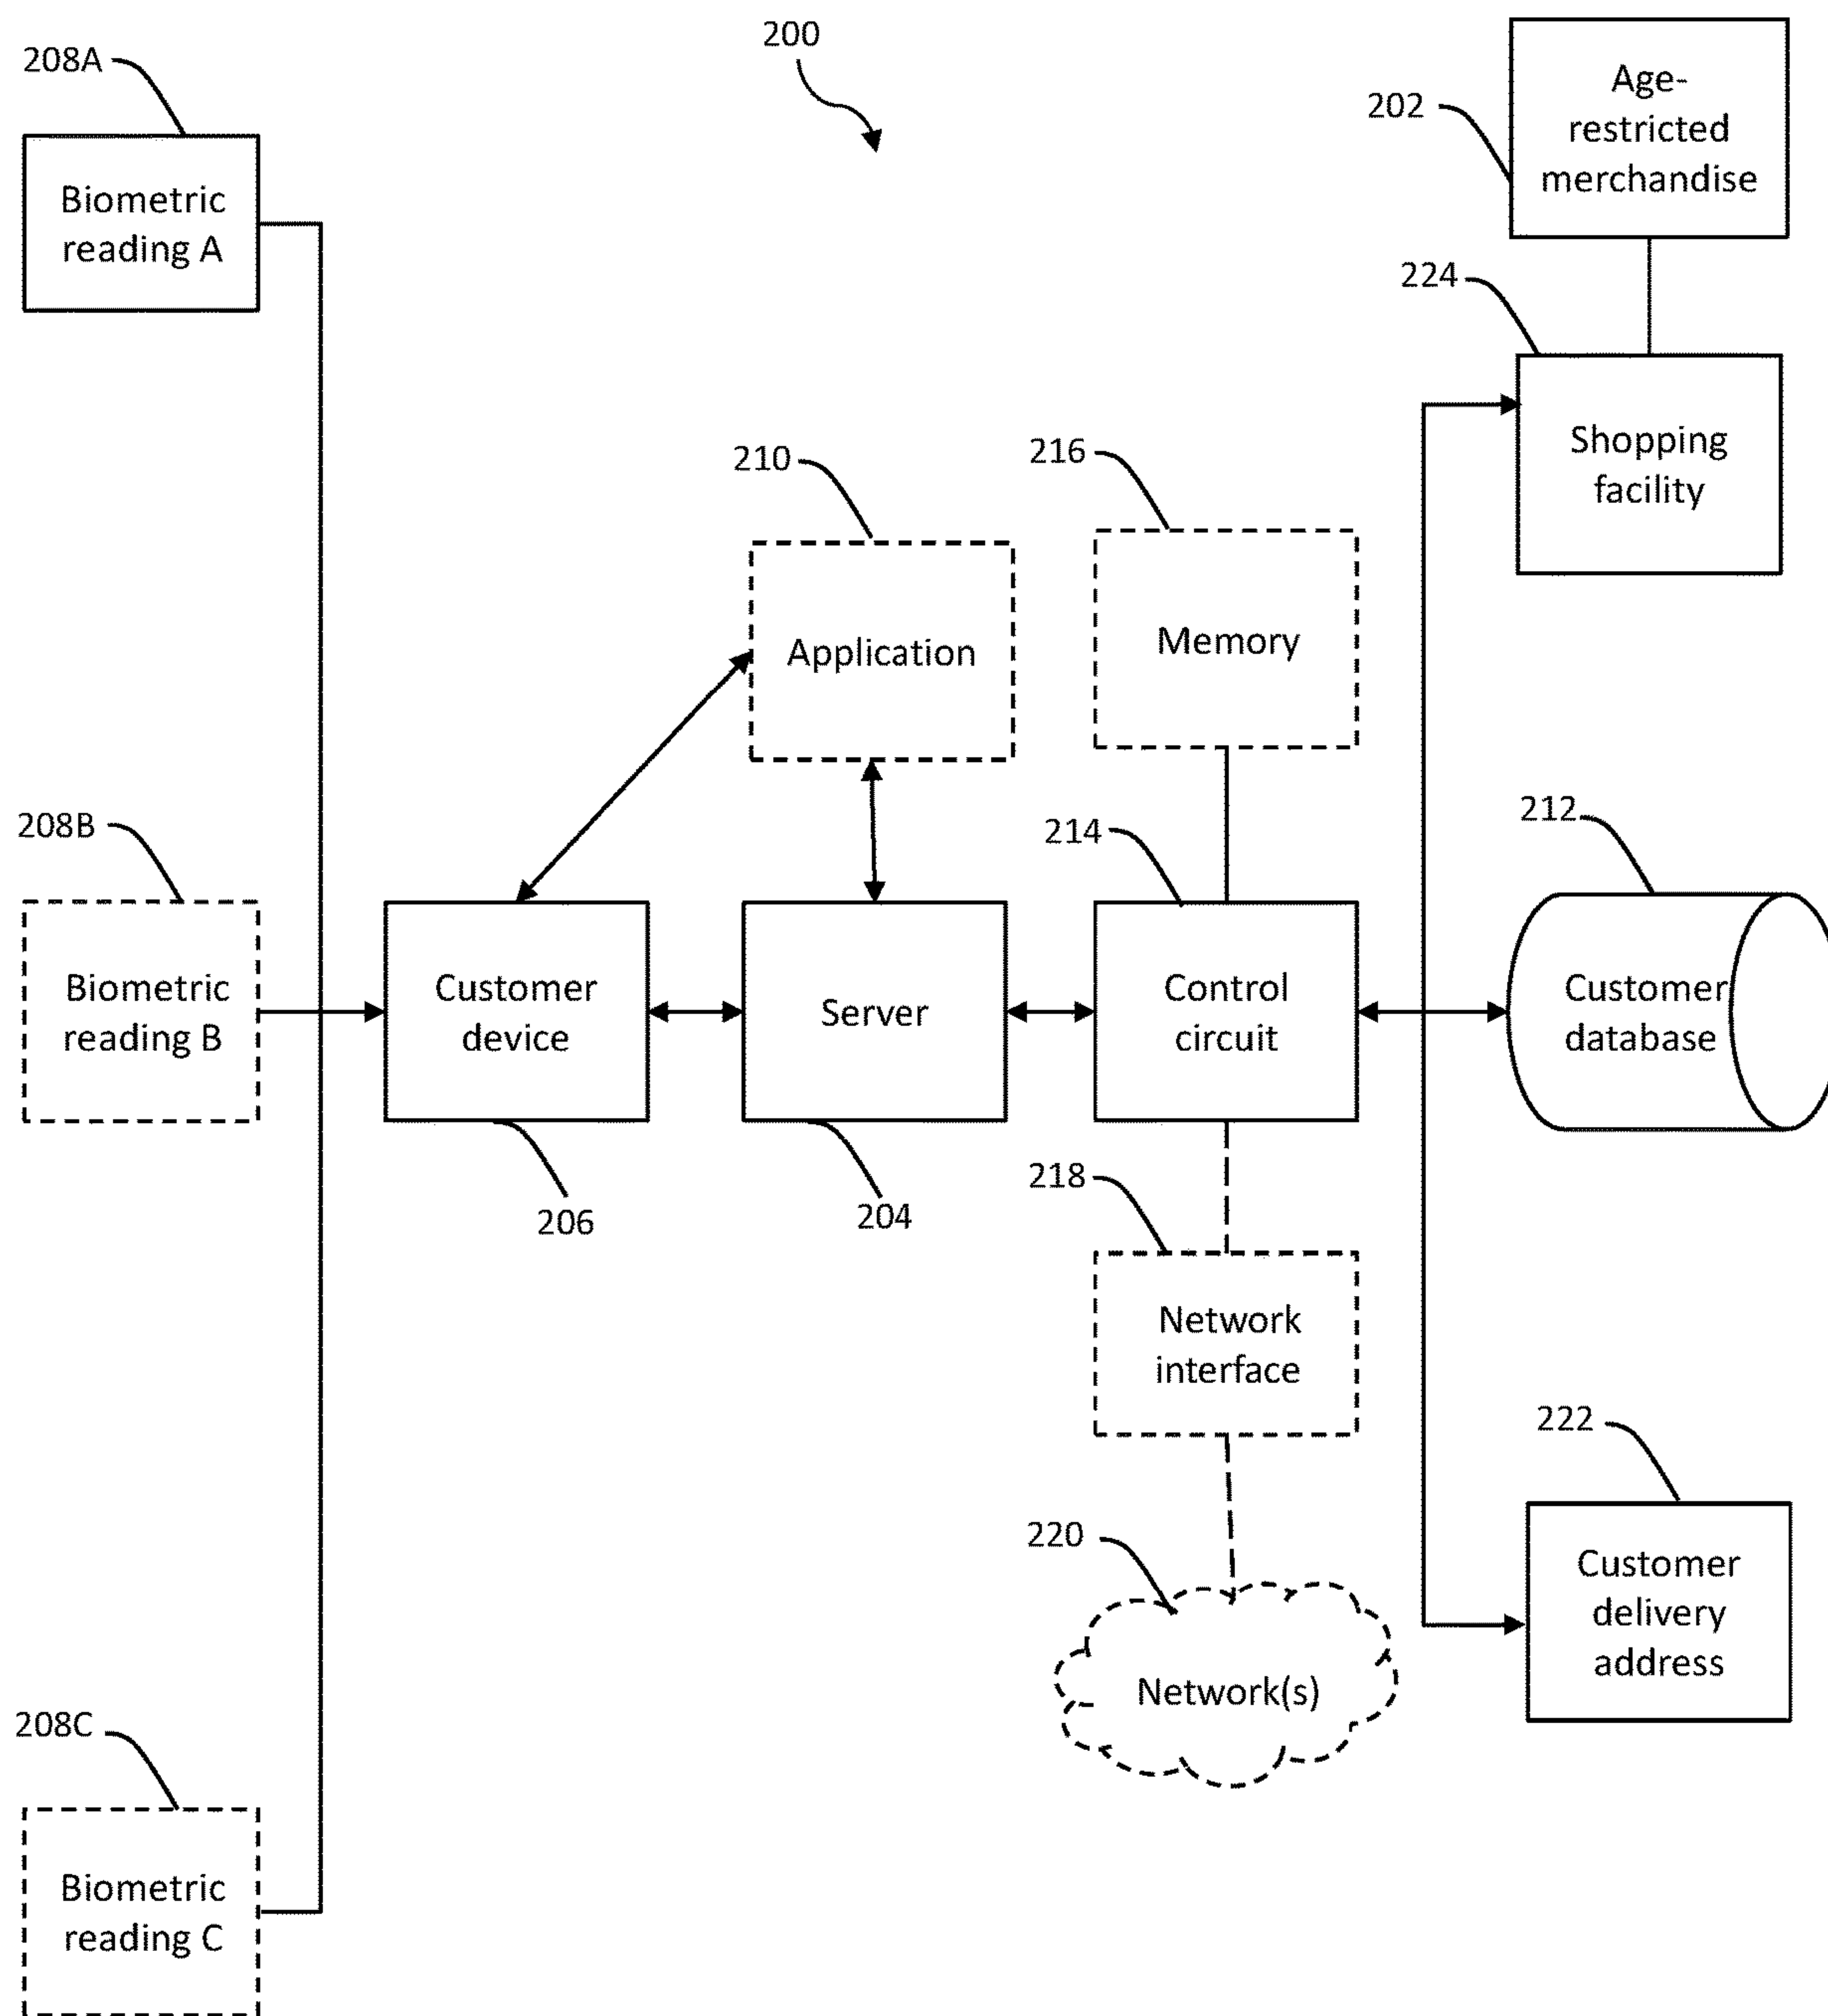 200
208A
Biometric
reading A
202
Age-
restricted
merchandise
224
Shopping
facility
210
Application
216
Memory
208B
Biometric
reading B
Customer
device
206
Server
204
214
Control
circuit
212
Customer
database
218
Network
interface
220
Network(s)
222
Customer
delivery
address
208C
Biometric
reading C